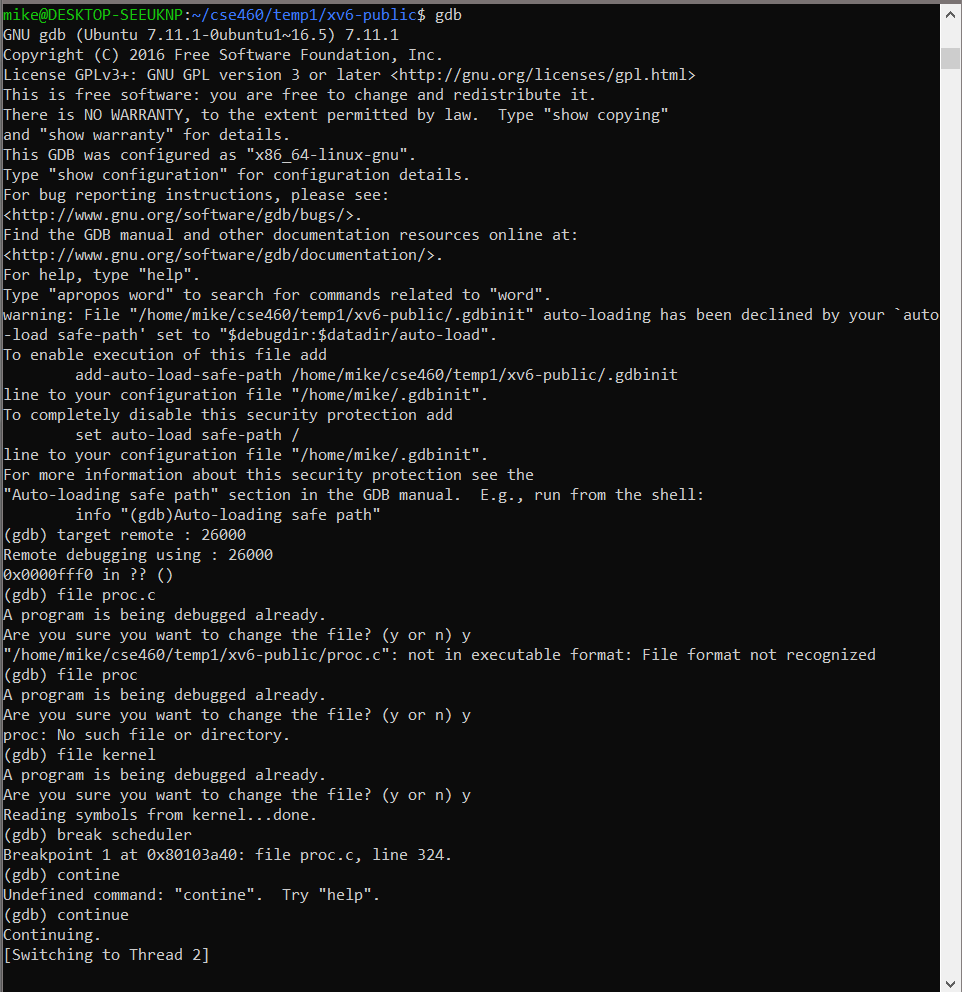 mike@DESKTOP-SEEUKNP:~/cse460/temp1/xv6-public$ gdb
GNU gdb (Ubuntu 7.11.1-0ubuntu1~16.5) 7.11.1
Copyright (C) 2016 Free Software Foundation, Inc.
License GPLv3+: GNU GPL version 3 or later <http://gnu.org/licenses/gpl.html>
This is free software: you are free to change and redistribute it.
There is NO WARRANTY, to the extent permitted by law.  Type "show copying"
and "show warranty" for details.
This GDB was configured as "x86_64-linux-gnu".
Type "show configuration" for configuration details.
For bug reporting instructions, please see:
<http://www.gnu.org/software/gdb/bugs/>.
Find the GDB manual and other documentation resources online at:
<http://www.gnu.org/software/gdb/documentation/>.
For help, type "help".
Type "apropos word" to search for commands related to "word".
warning: File "/home/mike/cse460/temp1/xv6-public/.gdbinit" auto-loading has been declined by your `auto
-load safe-path' set to "$debugdir:$datadir/auto-load".
To enable execution of this file add
        add-auto-load-safe-path /home/mike/cse460/temp1/xv6-public/.gdbinit
line to your configuration file "/home/mike/.gdbinit".
To completely disable this security protection add
        set auto-load safe-path /
line to your configuration file "/home/mike/.gdbinit".
For more information about this security protection see the
"Auto-loading safe path" section in the GDB manual.  E.g., run from the shell:
        info "(gdb)Auto-loading safe path"
(gdb) target remote : 26000
Remote debugging using : 26000
0x0000fff0 in ?? ()
(gdb) file proc.c
A program is being debugged already.
Are you sure you want to change the file? (y or n) y
"/home/mike/cse460/temp1/xv6-public/proc.c": not in executable format: File format not recognized
(gdb) file proc
A program is being debugged already.
Are you sure you want to change the file? (y or n) y
proc: No such file or directory.
(gdb) file kernel
A program is being debugged already.
Are you sure you want to change the file? (y or n) y
Reading symbols from kernel...done.
(gdb) break scheduler
Breakpoint 1 at 0x80103a40: file proc.c, line 324.
(gdb) contine
Undefined command: "contine".  Try "help".
(gdb) continue
Continuing.
[Switching to Thread 2]